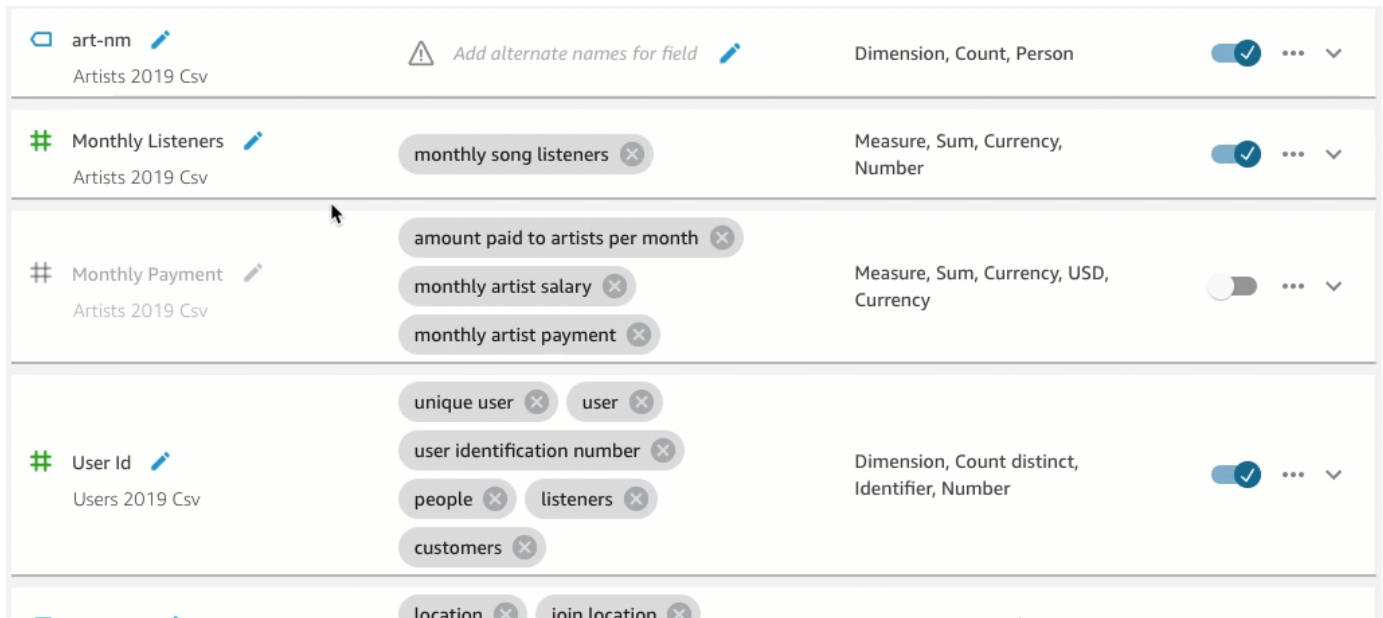 art-nm
Artists 2019 Csv
Add alternate names for field
Dimension, Count, Person
Monthly Listeners
Artists 2019 Csv
monthly song listeners
Measure, Sum, Currency,
Number
Monthly Payment
Artists 2019 Csv
amount paid to artists per month
monthly artist salary
monthly artist payment
Measure, Sum, Currency, USD,
Currency
User Id
Users 2019 Csv
unique user user
user identification number
people listeners
customers
Dimension, Count distinct,
Identifier, Number
location join location